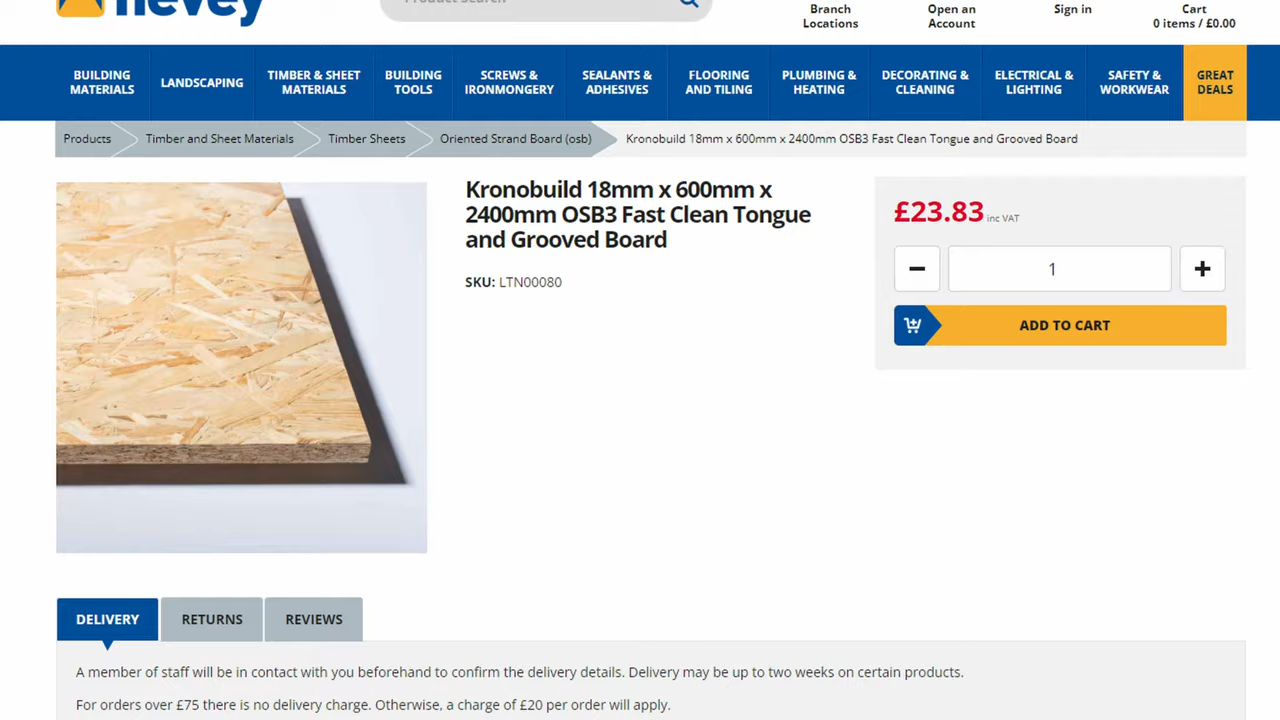 Branch
Locations
Open an
Account
Sign in
Cart
0 items / £0.00
BUILDING
MATERIALS
LANDSCAPING
TIMBER & SHEET
MATERIALS
BUILDING
TOOLS
SCREWS &
IRONMONGERY
SEALANTS &
ADHESIVES
FLOORING
AND TILING
PLUMBING &
HEATING
DECORATING &
CLEANING
ELECTRICAL &
LIGHTING
SAFETY &
WORKWEAR
GREAT
DEALS
Products
Timber and Sheet Materials
Timber Sheets
Oriented Strand Board (osb)
Kronobuild 18mm x 600mm x 2400mm OSB3 Fast Clean Tongue and Grooved Board
Kronobuild 18mm x 600mm x
2400mm OSB3 Fast Clean Tongue
and Grooved Board
SKU: LTN00080
£23.83 inc VAT
1
ADD TO CART
DELIVERY
RETURNS
REVIEWS
A member of staff will be in contact with you beforehand to confirm the delivery details. Delivery may be up to two weeks on certain products.
For orders over £75 there is no delivery charge. Otherwise, a charge of £20 per order will apply.